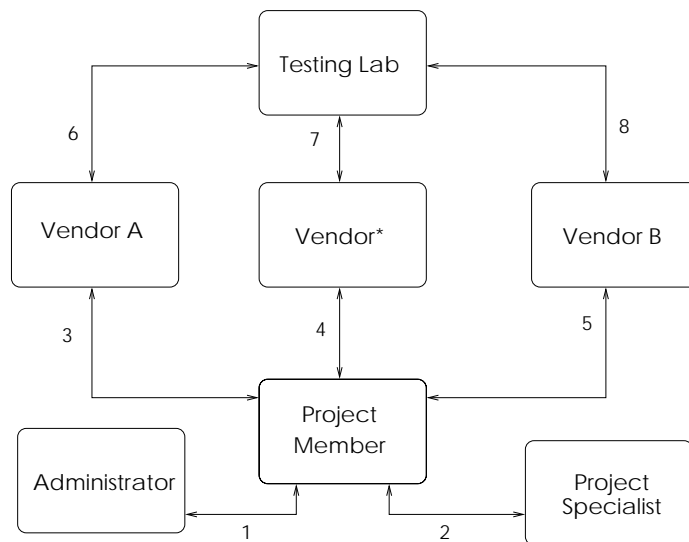 Testing Lab
6
7
8
Vendor A
Vendor*
Vendor B
3
4
5
Project
Member
Administrator
Project
Specialist
1
2